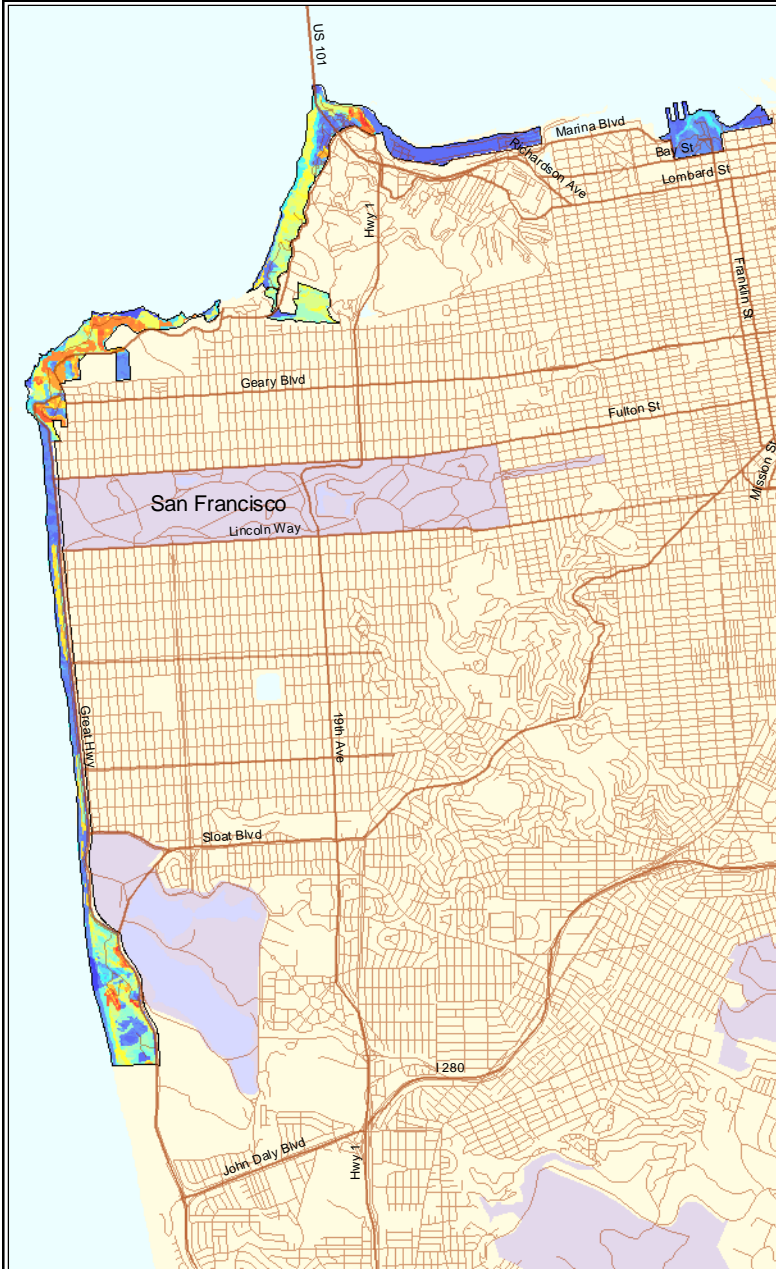 US 101
Marina Blvd
Bay St
Richardson Ave
Lombard St
Hwy 1
Franklin St
Geary Blvd
Fulton St
Mission St
San Francisco
Lincoln Way
Great Hwy
19th Ave
Sloat Blvd
I 280
John Daly Blvd
Hwy 1